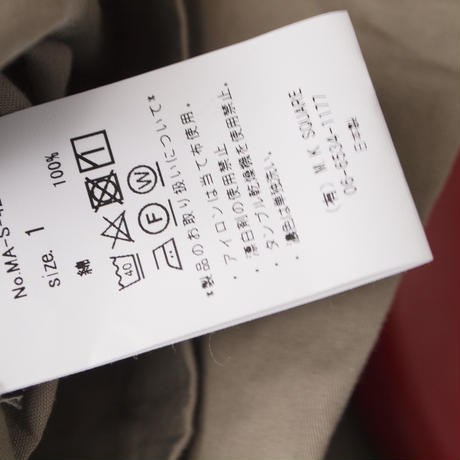 No.MA-S-
size. 1
綿 100%
40
F W
*製品のお取り扱いについて*
・アイロンは当て布使用。
・漂白剤の使用禁止
・タンブル乾燥機を使用禁止。
・濃色は単独洗い。
(有) M K SQUARE
06-6534-1177
日本製